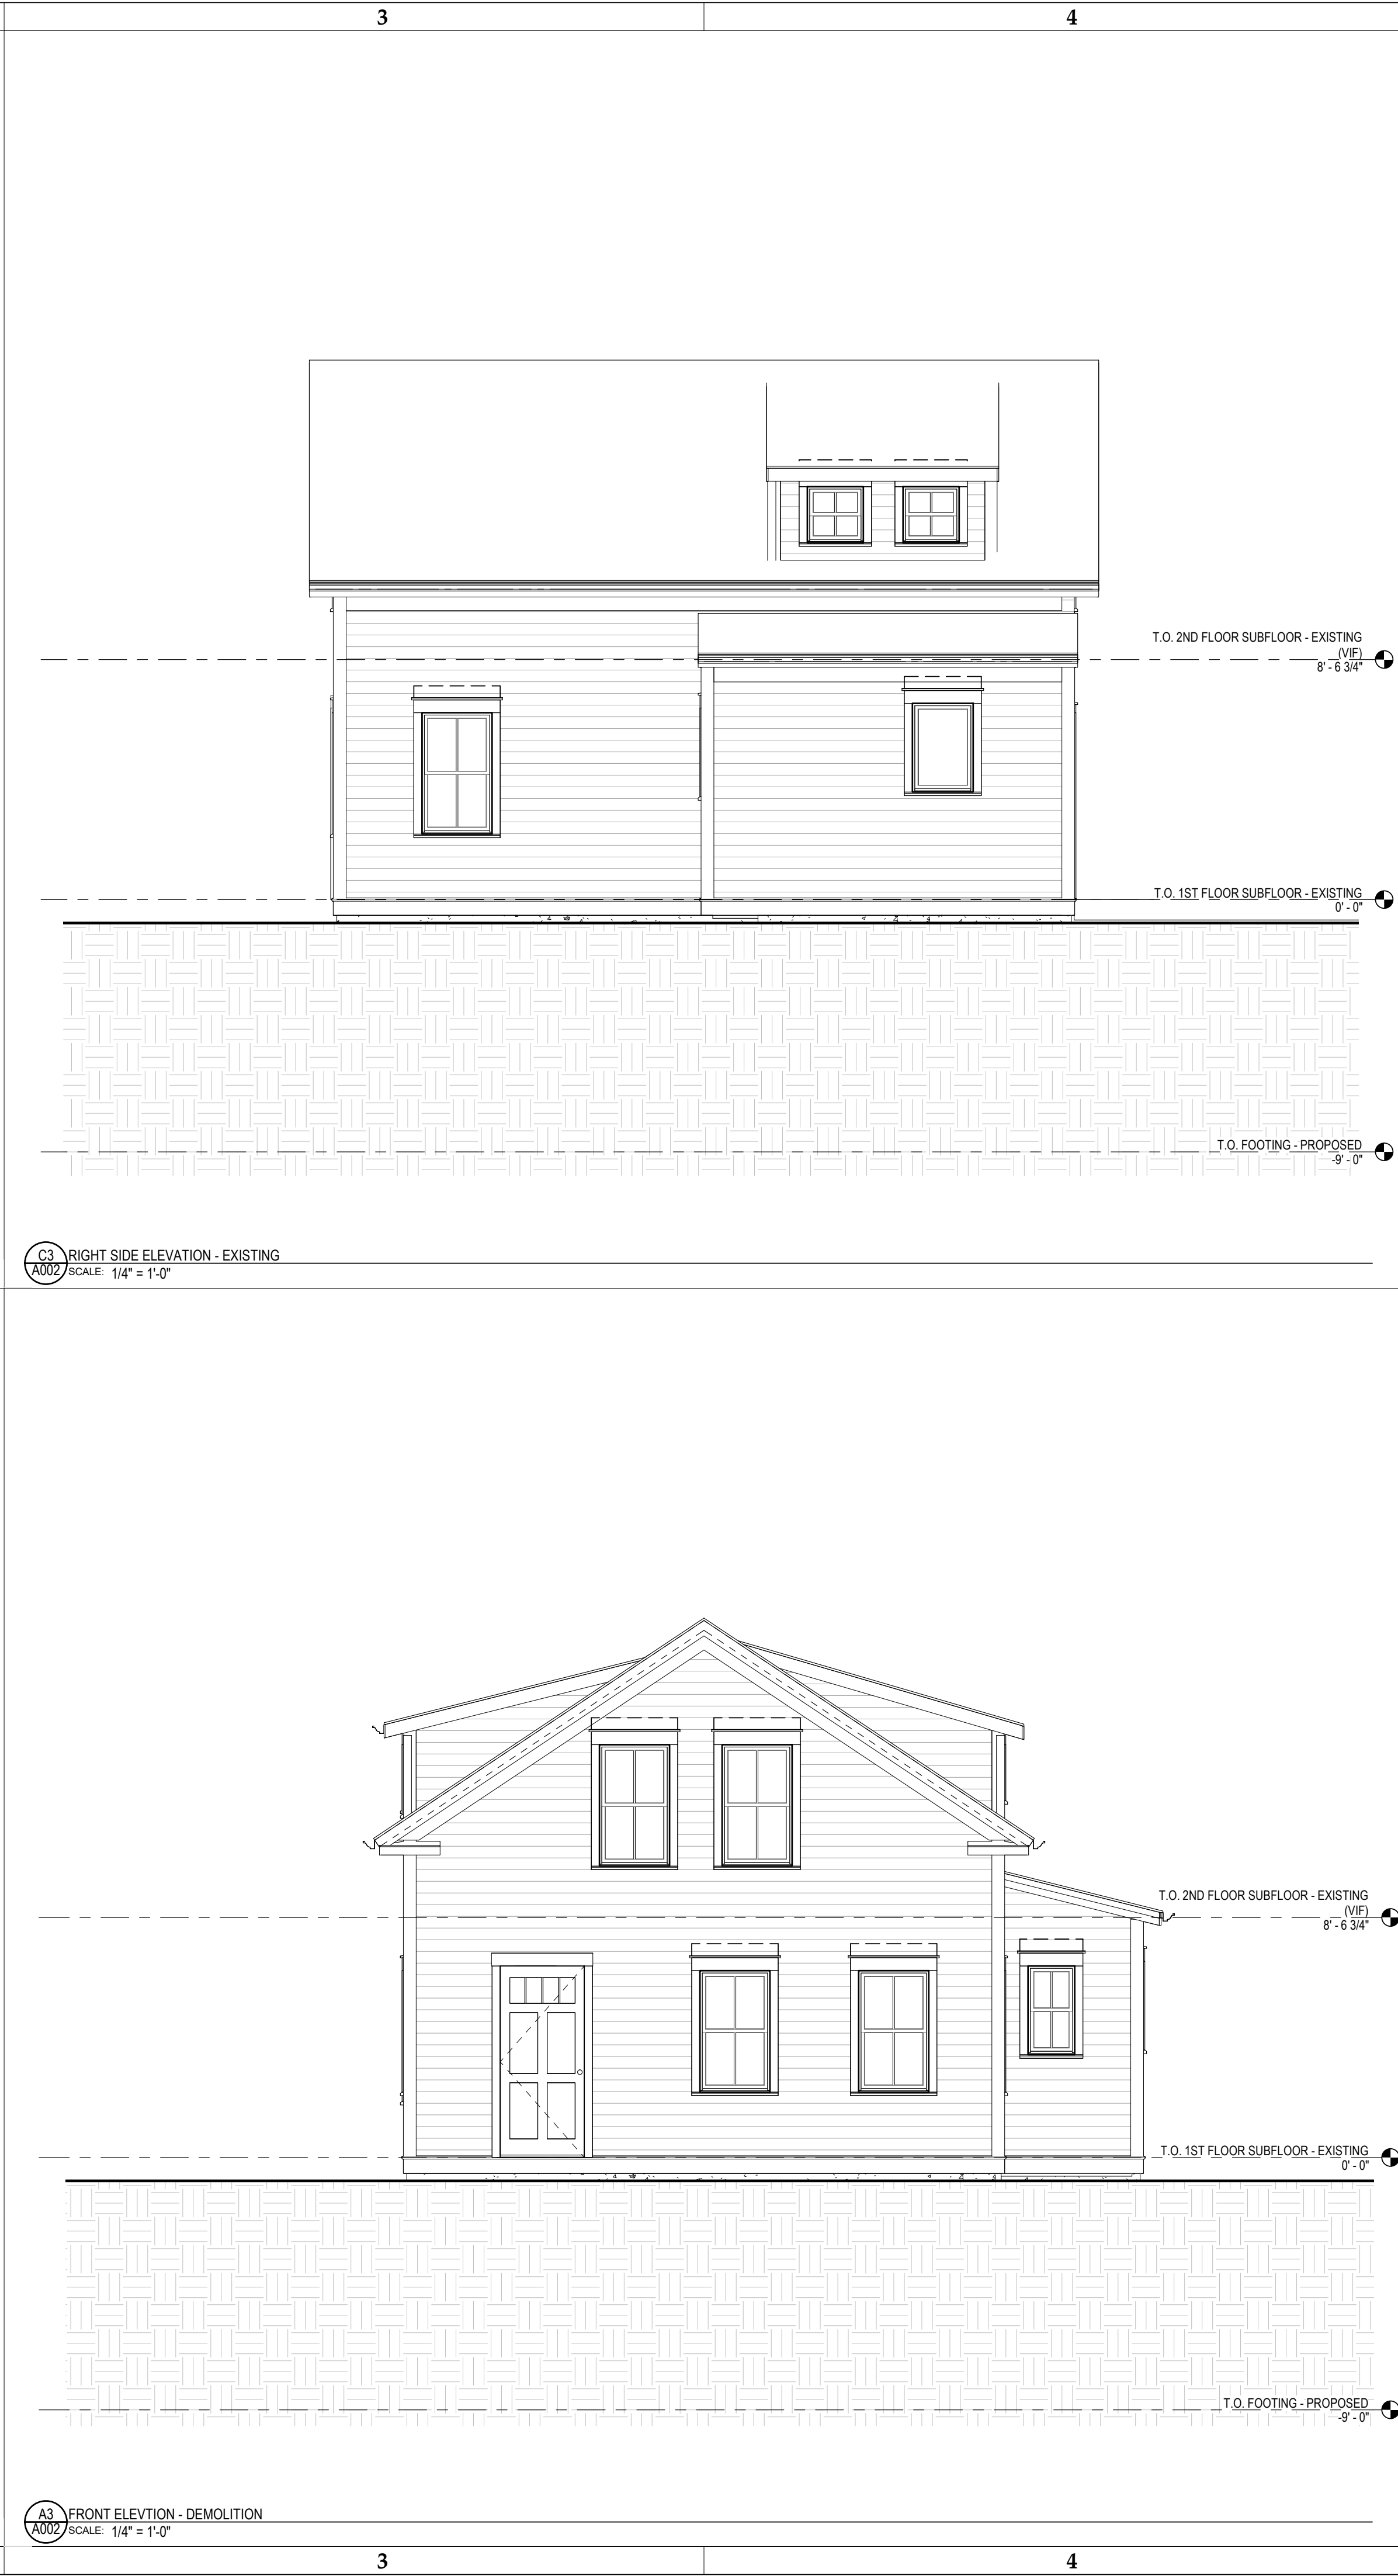 3
4
T.O. 2ND FLOOR SUBFLOOR - EXISTING
(VIF)
8' - 6 3/4"
T.O. 1ST FLOOR SUBFLOOR - EXISTING
0' - 0"
T.O. FOOTING - PROPOSED
-9' - 0"
C3
A002
RIGHT SIDE ELEVATION - EXISTING
SCALE: 1/4" = 1'-0"
T.O. 2ND FLOOR SUBFLOOR - EXISTING
(VIF)
8' - 6 3/4"
T.O. 1ST FLOOR SUBFLOOR - EXISTING
0' - 0"
T.O. FOOTING - PROPOSED
-9' - 0"
A3
A002
FRONT ELEVTION - DEMOLITION
SCALE: 1/4" = 1'-0"
3
4